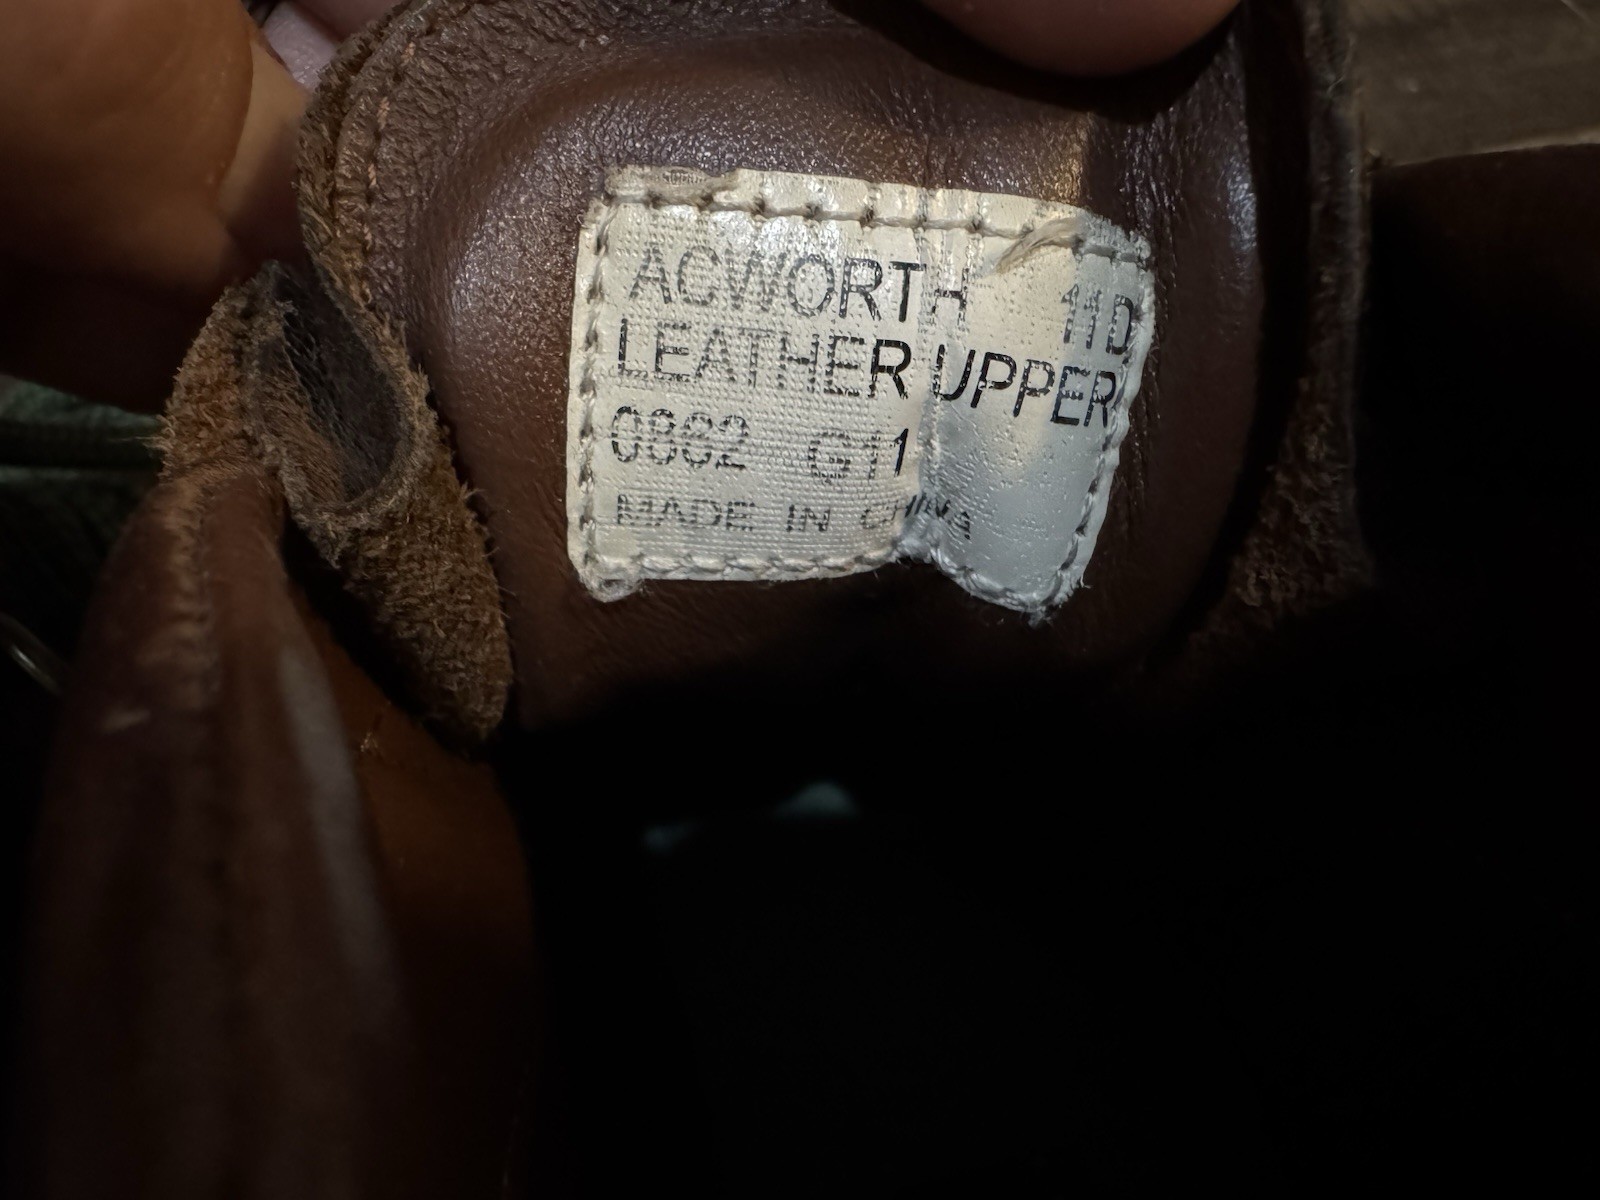 ACWORTH 11D
LEATHER UPPER
0862 G11
MADE IN CHINA